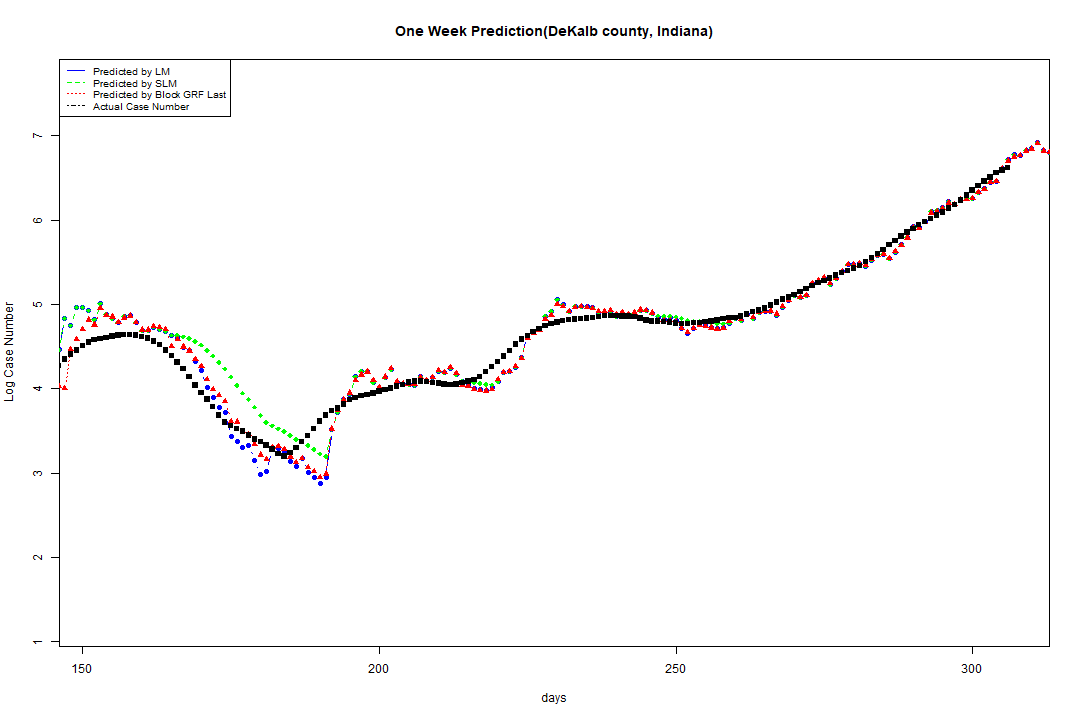 One Week Prediction(DeKalb county, Indiana)
Predicted by LM
Predicted by SLM
Predicted by Block GRF Last
Actual Case Number
7
6
5
4
3
2
1
Log Case Number
150 200 250 300
days